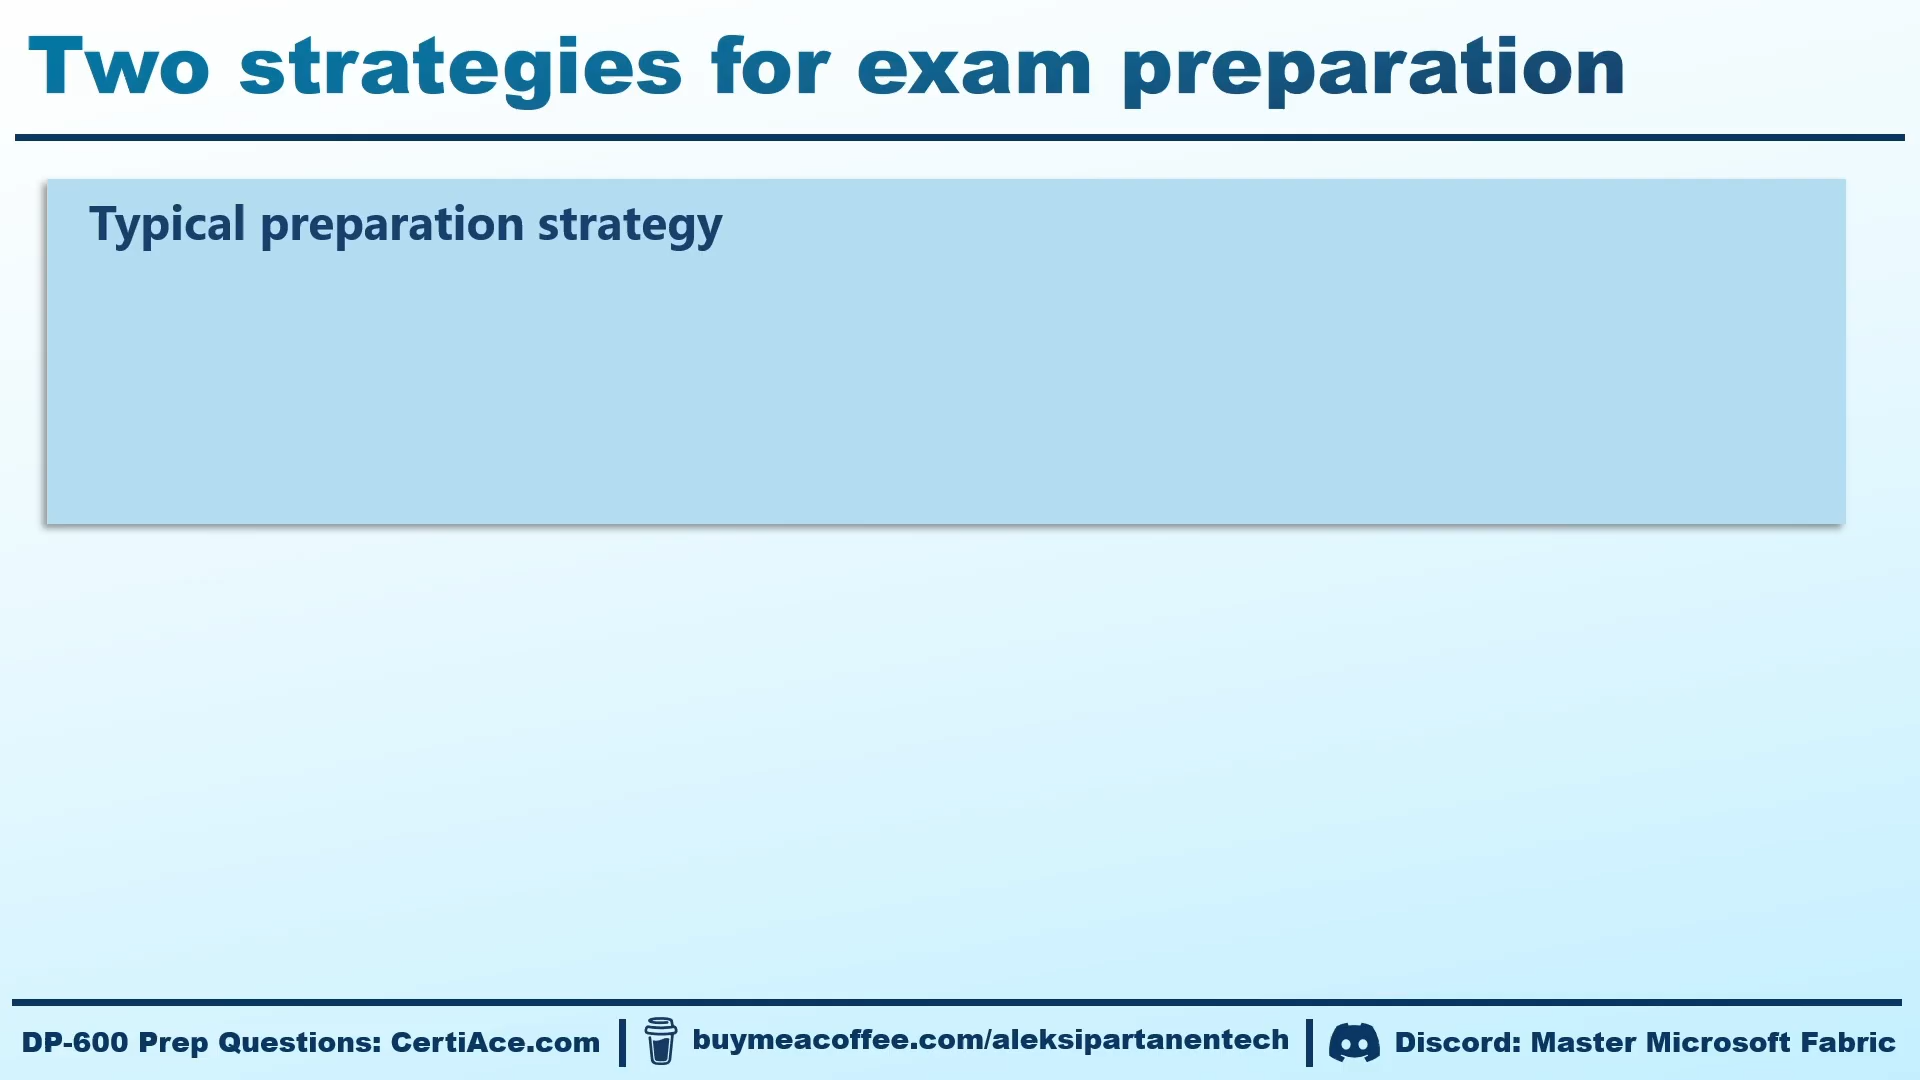 Two strategies for exam preparation
Typical preparation strategy
DP-600 Prep Questions: CertiAce.com
buymeacoffee.com/aleksipartanentech
Discord: Master Microsoft Fabric